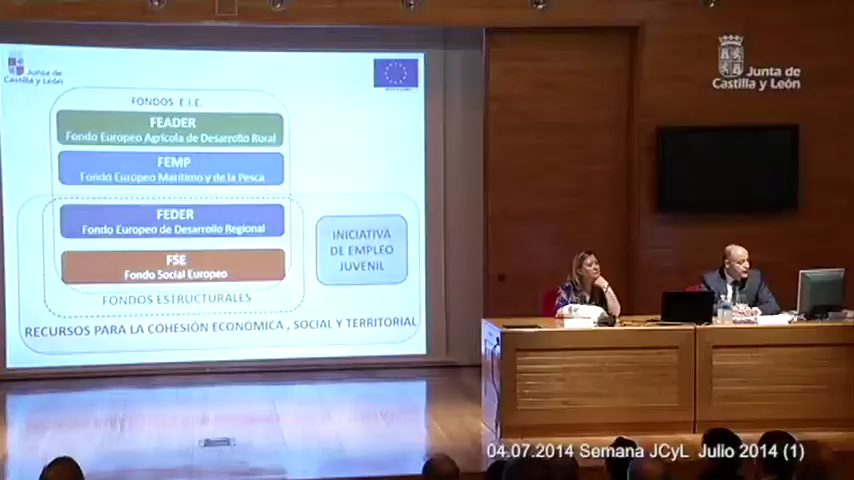 Junta de
Castilla y León
FONDOS E.I.E.
FEADER
Fondo Europeo Agrícola de Desarrollo Rural
FEMP
Fondo Europeo Marítimo y de la Pesca
FEDER
Fondo Europeo de Desarrollo Regional
FSE
Fondo Social Europeo
FONDOS ESTRUCTURALES
INICIATIVA
DE EMPLEO
JUVENIL
RECURSOS PARA LA COHESIÓN ECONÓMICA , SOCIAL Y TERRITORIAL
Junta de
Castilla y León
04.07.2014 Semana JCyL Julio 2014 (1)